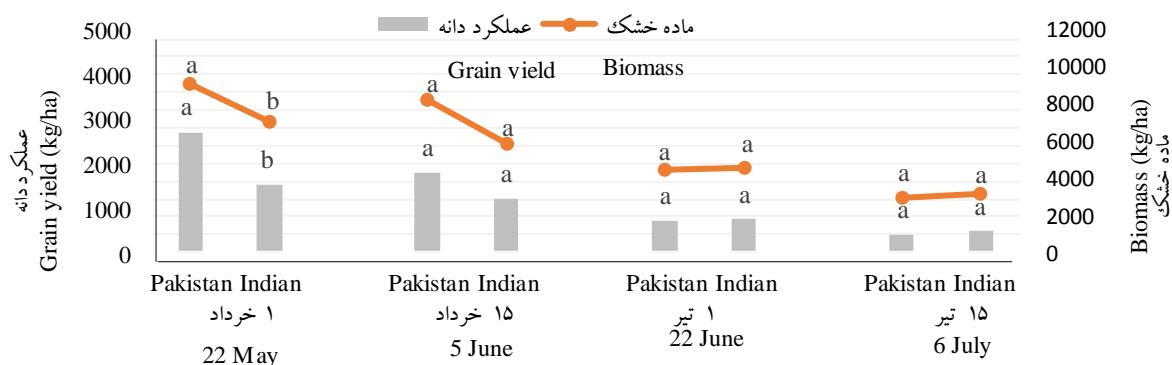 عملکرد دانه ماده خشک
Grain yield Biomass
5000
4000
3000
2000
1000
0
عملکرد دانه
Grain yield (kg/ha)
12000
10000
8000
6000
4000
2000
0
Biomass (kg/ha)
ماده خشک
a
b
a
b
a
a
a
a
a
a
a
a
a
a
a
a
Pakistan Indian Pakistan Indian Pakistan Indian Pakistan Indian
۱ خرداد ۱۵ خرداد ۱ تیر ۱۵ تیر
22 May 5 June 22 June 6 July